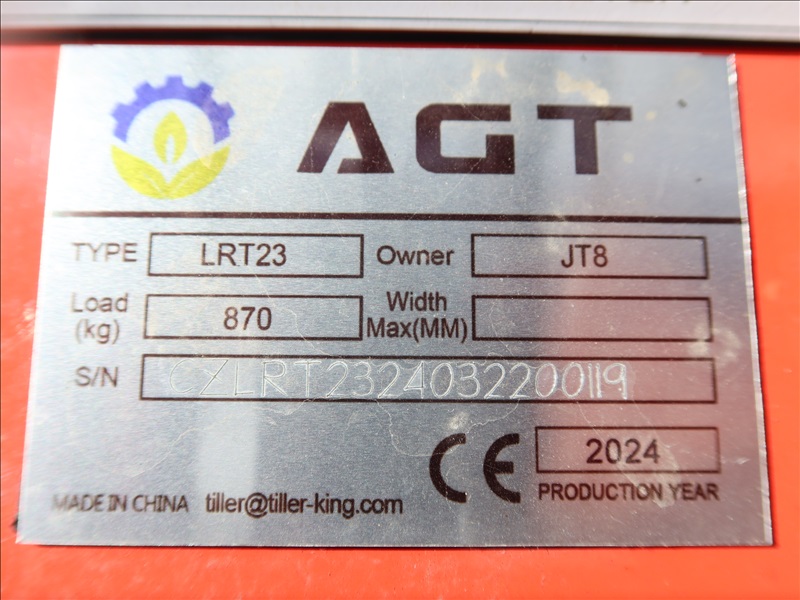 AGT
TYPE LRT23 Owner JT8
Load (kg) 870 Width Max(MM)
S/N CZLRT2324032200119
CE 2024
MADE IN CHINA tiller@tiller-king.com PRODUCTION YEAR